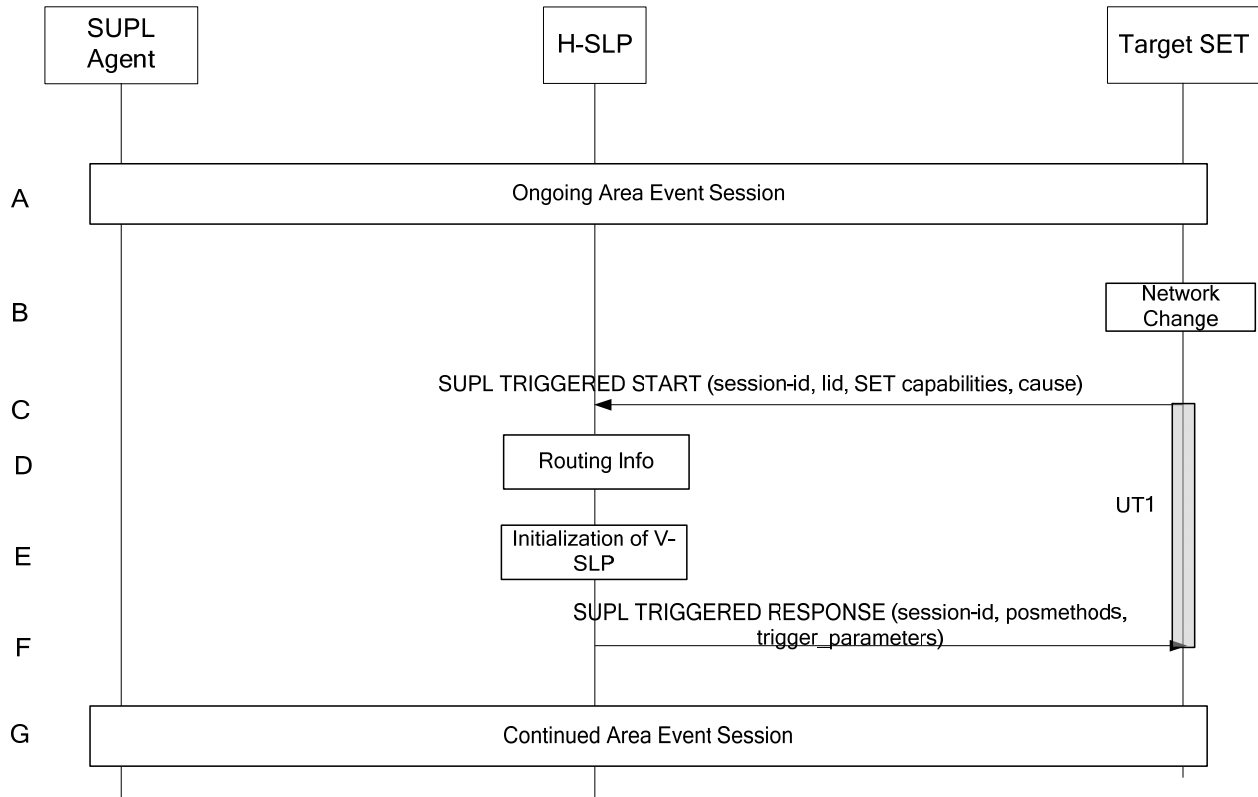 SUPL
Agent
H-SLP
Target SET
A
Ongoing Area Event Session
B
Network
Change
SUPL TRIGGERED START (session-id, lid, SET capabilities, cause)
C
D
Routing Info
UT1
E
Initialization of V-
SLP
SUPL TRIGGERED RESPONSE (session-id, posmethods,
trigger_parameters)
F
G
Continued Area Event Session